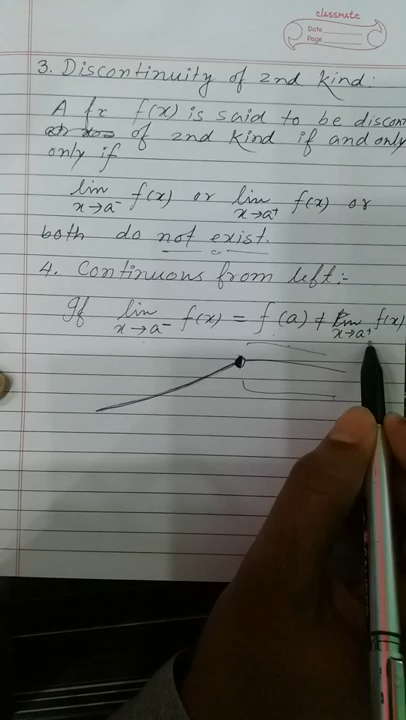 classmate
Date
Page
3. Discontinuity of 2nd Kind:
A fx f(x) is said to be discont
of 2nd Kind if and only
only if
lim x→a⁻ f(x) or lim x→a⁺ f(x) or
both do not exist.
4. Continuous from left:-
If lim x→a⁻ f(x) = f(a) ≠ lim x→a⁺ f(x)